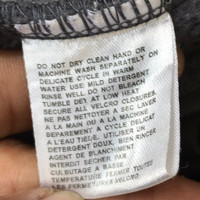 DO NOT DRY CLEAN HAND OR
MACHINE WASH SEPARATELY ON
DELICATE CYCLE IN WARM
WATER USE MILD DETERGENT
RINSE WELL DO NOT BLEACH
TUMBLE DRY AT LOW HEAT
SECURE ALL VELCRO CLOSURES.
NE PAS NETTOYER A SEC LAVER
A LA MAIN OU A LA MACHINE
SEPAREMENT A CYCLE DELICAT
A EAU TIEDE. UTILISER UN
DETERGENT DOUX, BIEN RINCER
AGENT DE BLANCHIMENT
INTERDIT SECHER PAR
CULBUTAGE A BASSE
TEMPERATURE FERMER TOUTES
LES FERMETURES VELCRO